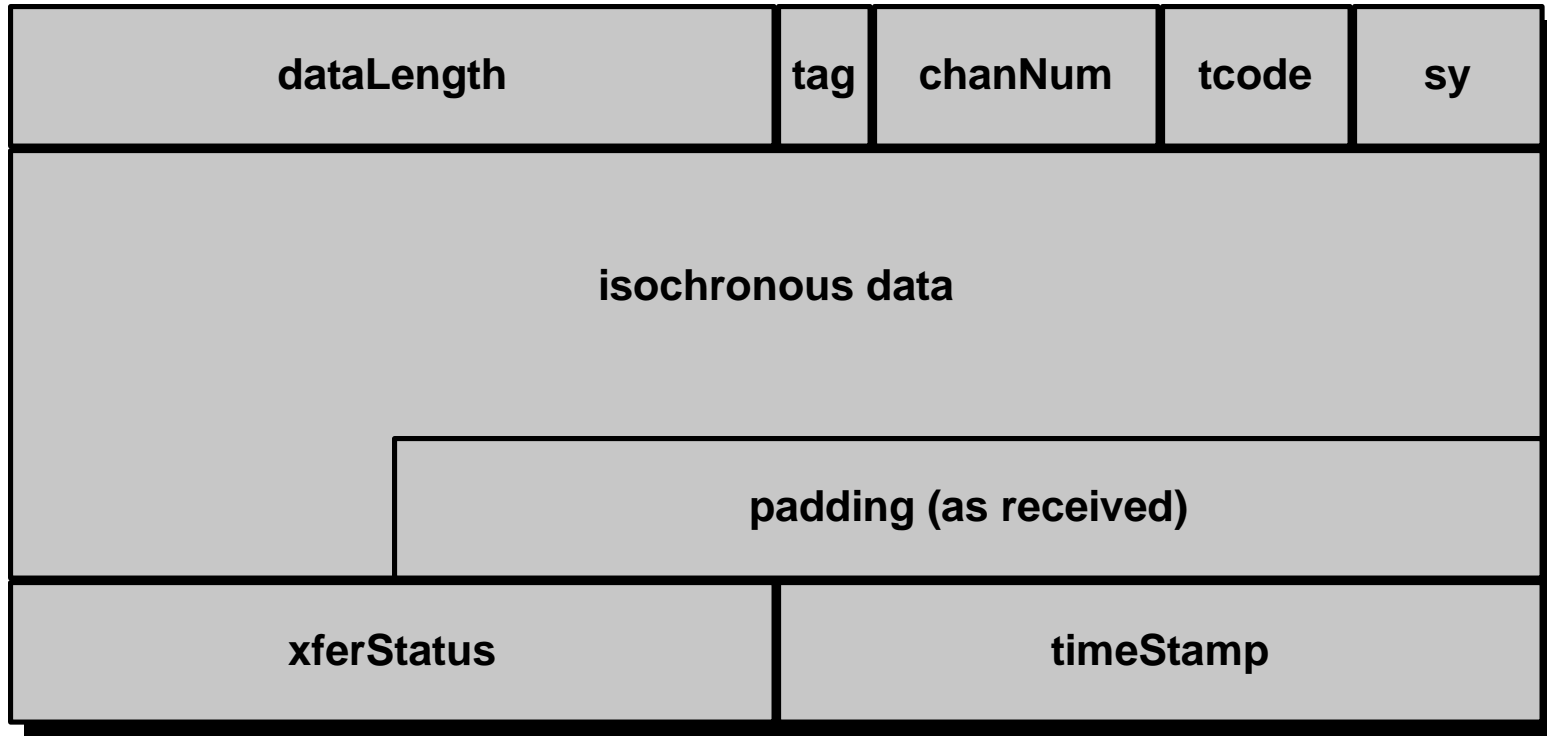 dataLength tag chanNum tcode sy
isochronous data
padding (as received)
xferStatus timeStamp